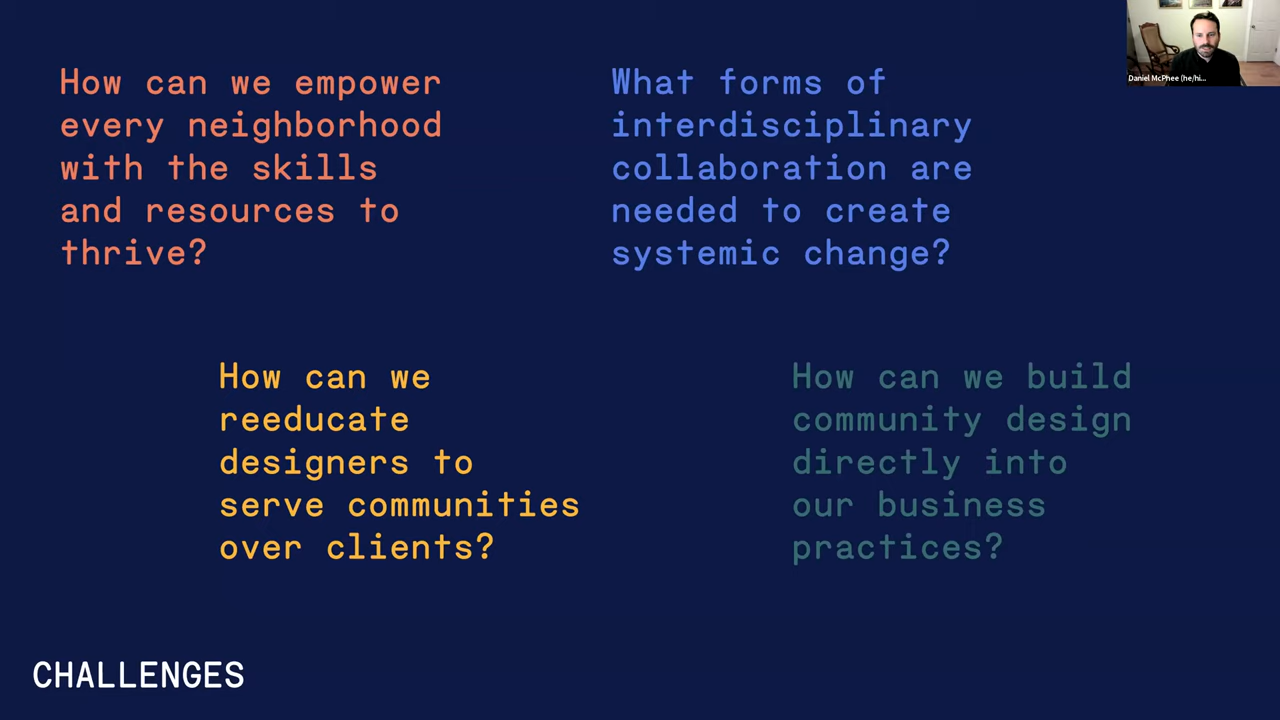 How can we empower
every neighborhood
with the skills
and resources to
thrive?
What forms of
interdisciplinary
collaboration are
needed to create
systemic change?
How can we
reeducate
designers to
serve communities
over clients?
How can we build
community design
directly into
our business
practices?
CHALLENGES
Daniel McPhee (he/hi...